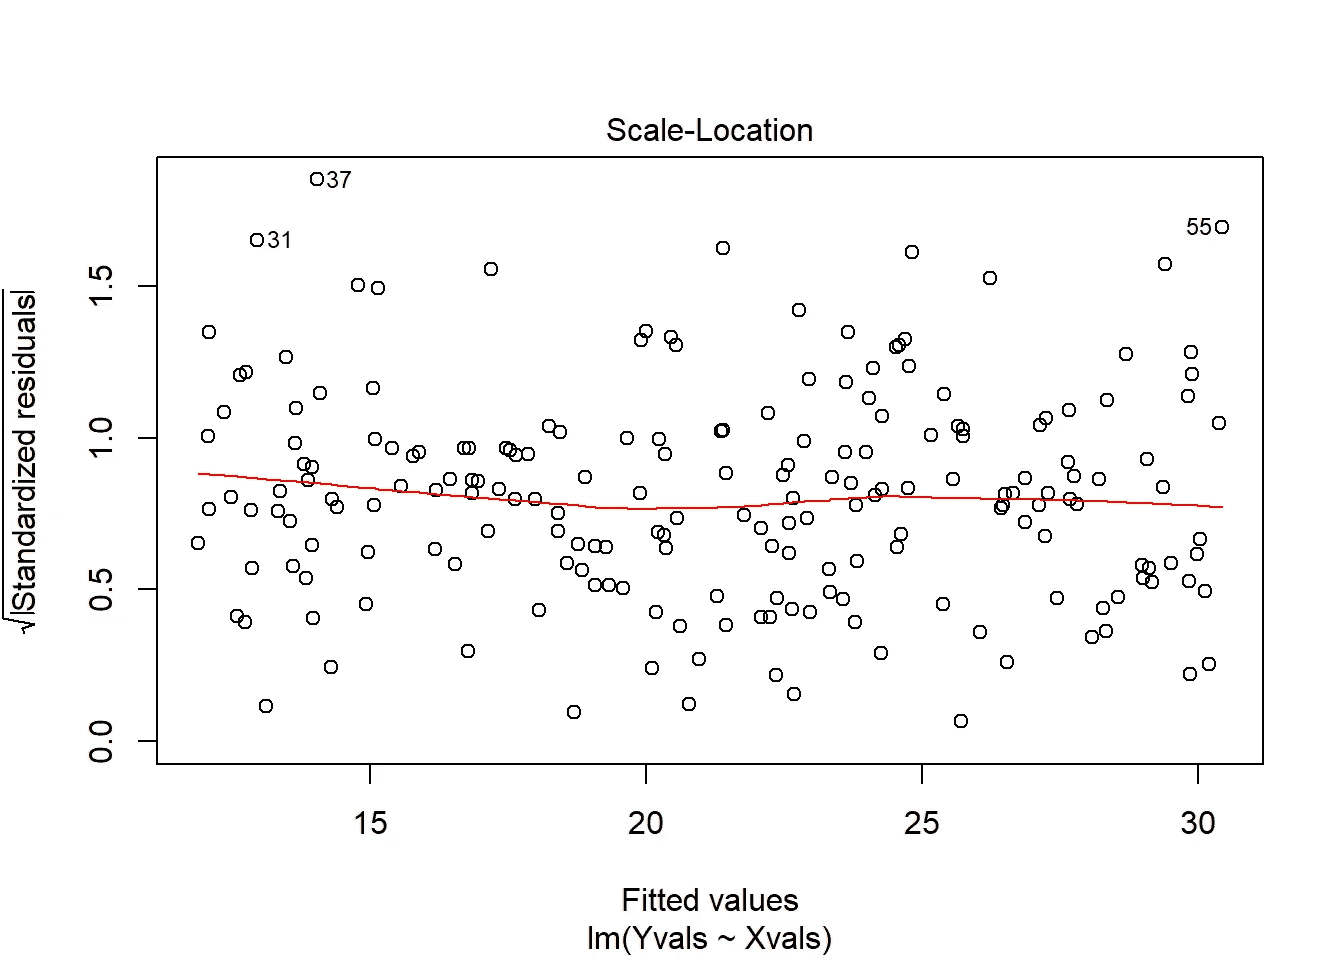 Scale-Location
37
31
55
√|Standardized residuals|
1.5
1.0
0.5
0.0
15 20 25 30
Fitted values
lm(Yvals ~ Xvals)